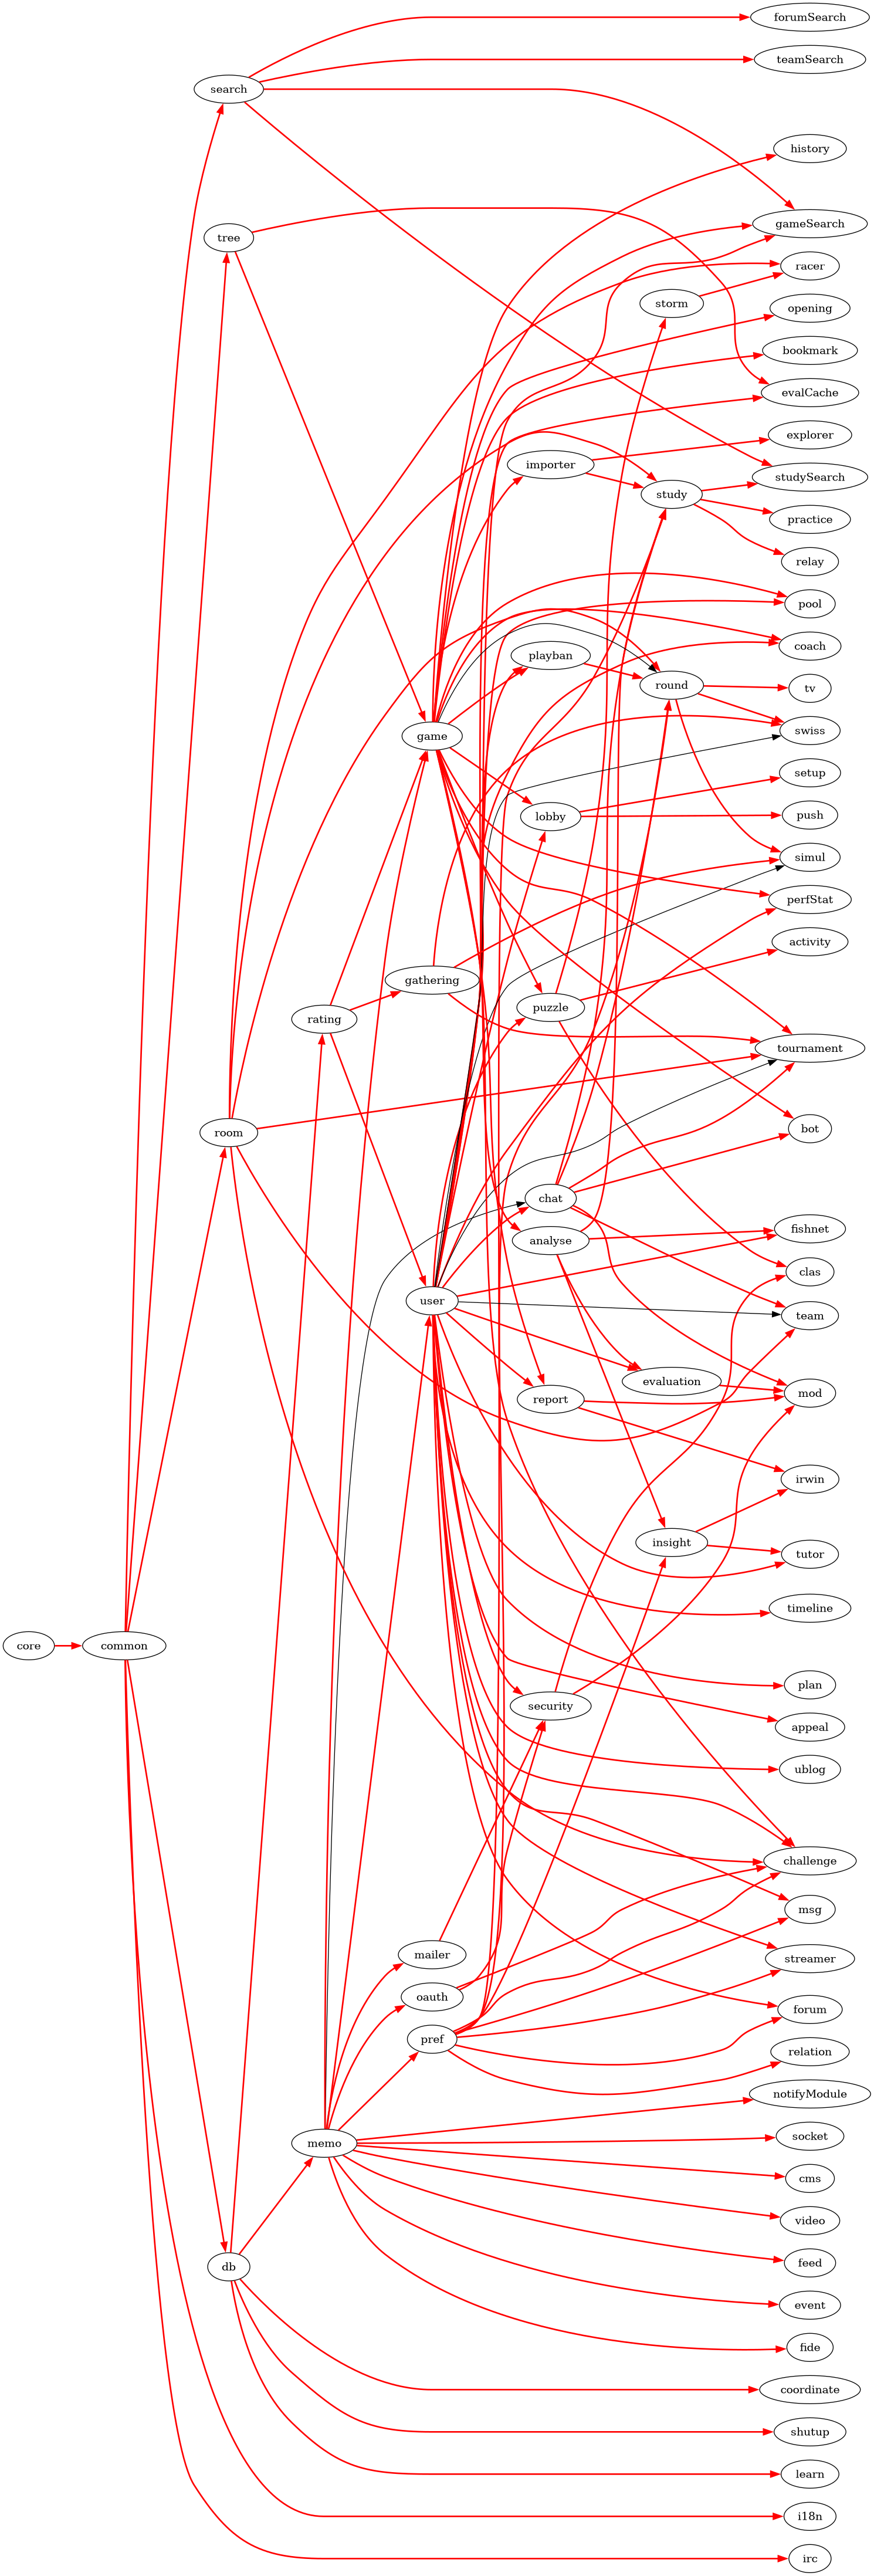 forumSearch
teamSearch
search
history
gameSearch
tree
racer
storm
opening
bookmark
evalCache
explorer
importer
studySearch
study
practice
relay
pool
coach
playban
round
tv
swiss
game
setup
push
lobby
simul
perfStat
activity
gathering
puzzle
rating
tournament
bot
room
chat
fishnet
analyse
clas
user
team
evaluation
mod
report
irwin
insight
tutor
timeline
core
common
plan
security
appeal
ublog
challenge
msg
mailer
streamer
oauth
forum
pref
relation
notifyModule
socket
memo
cms
video
feed
db
event
fide
coordinate
shutup
learn
i18n
irc